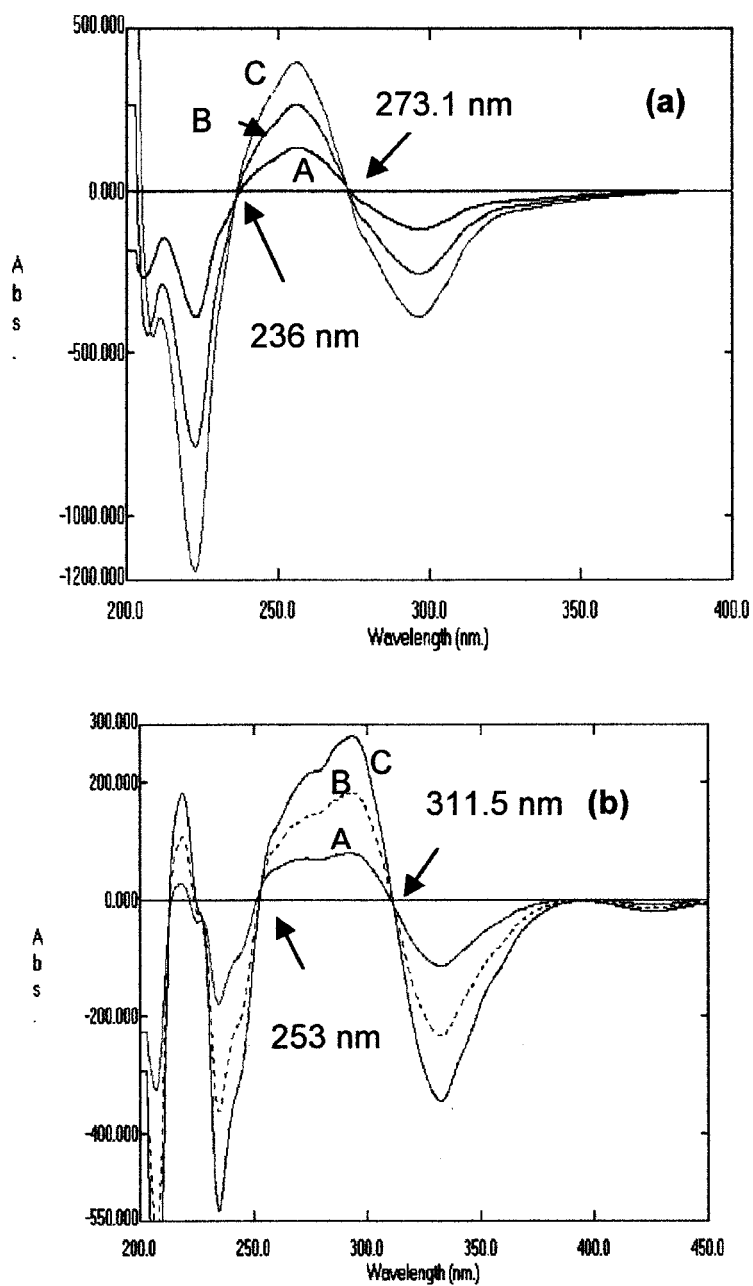 500.000
C
273.1 nm
(a)
B
A
0.000
A
b
s
.
236 nm
-500.000
-1000.000
-1200.000
200.0
250.0
300.0
350.0
400.0
Wavelength (nm.)
300.000
C
200.000
B
311.5 nm (b)
A
0.000
A
b
s
.
-200.000
253 nm
-400.000
-550.000
200.0
250.0
300.0
350.0
400.0
450.0
Wavelength (nm.)